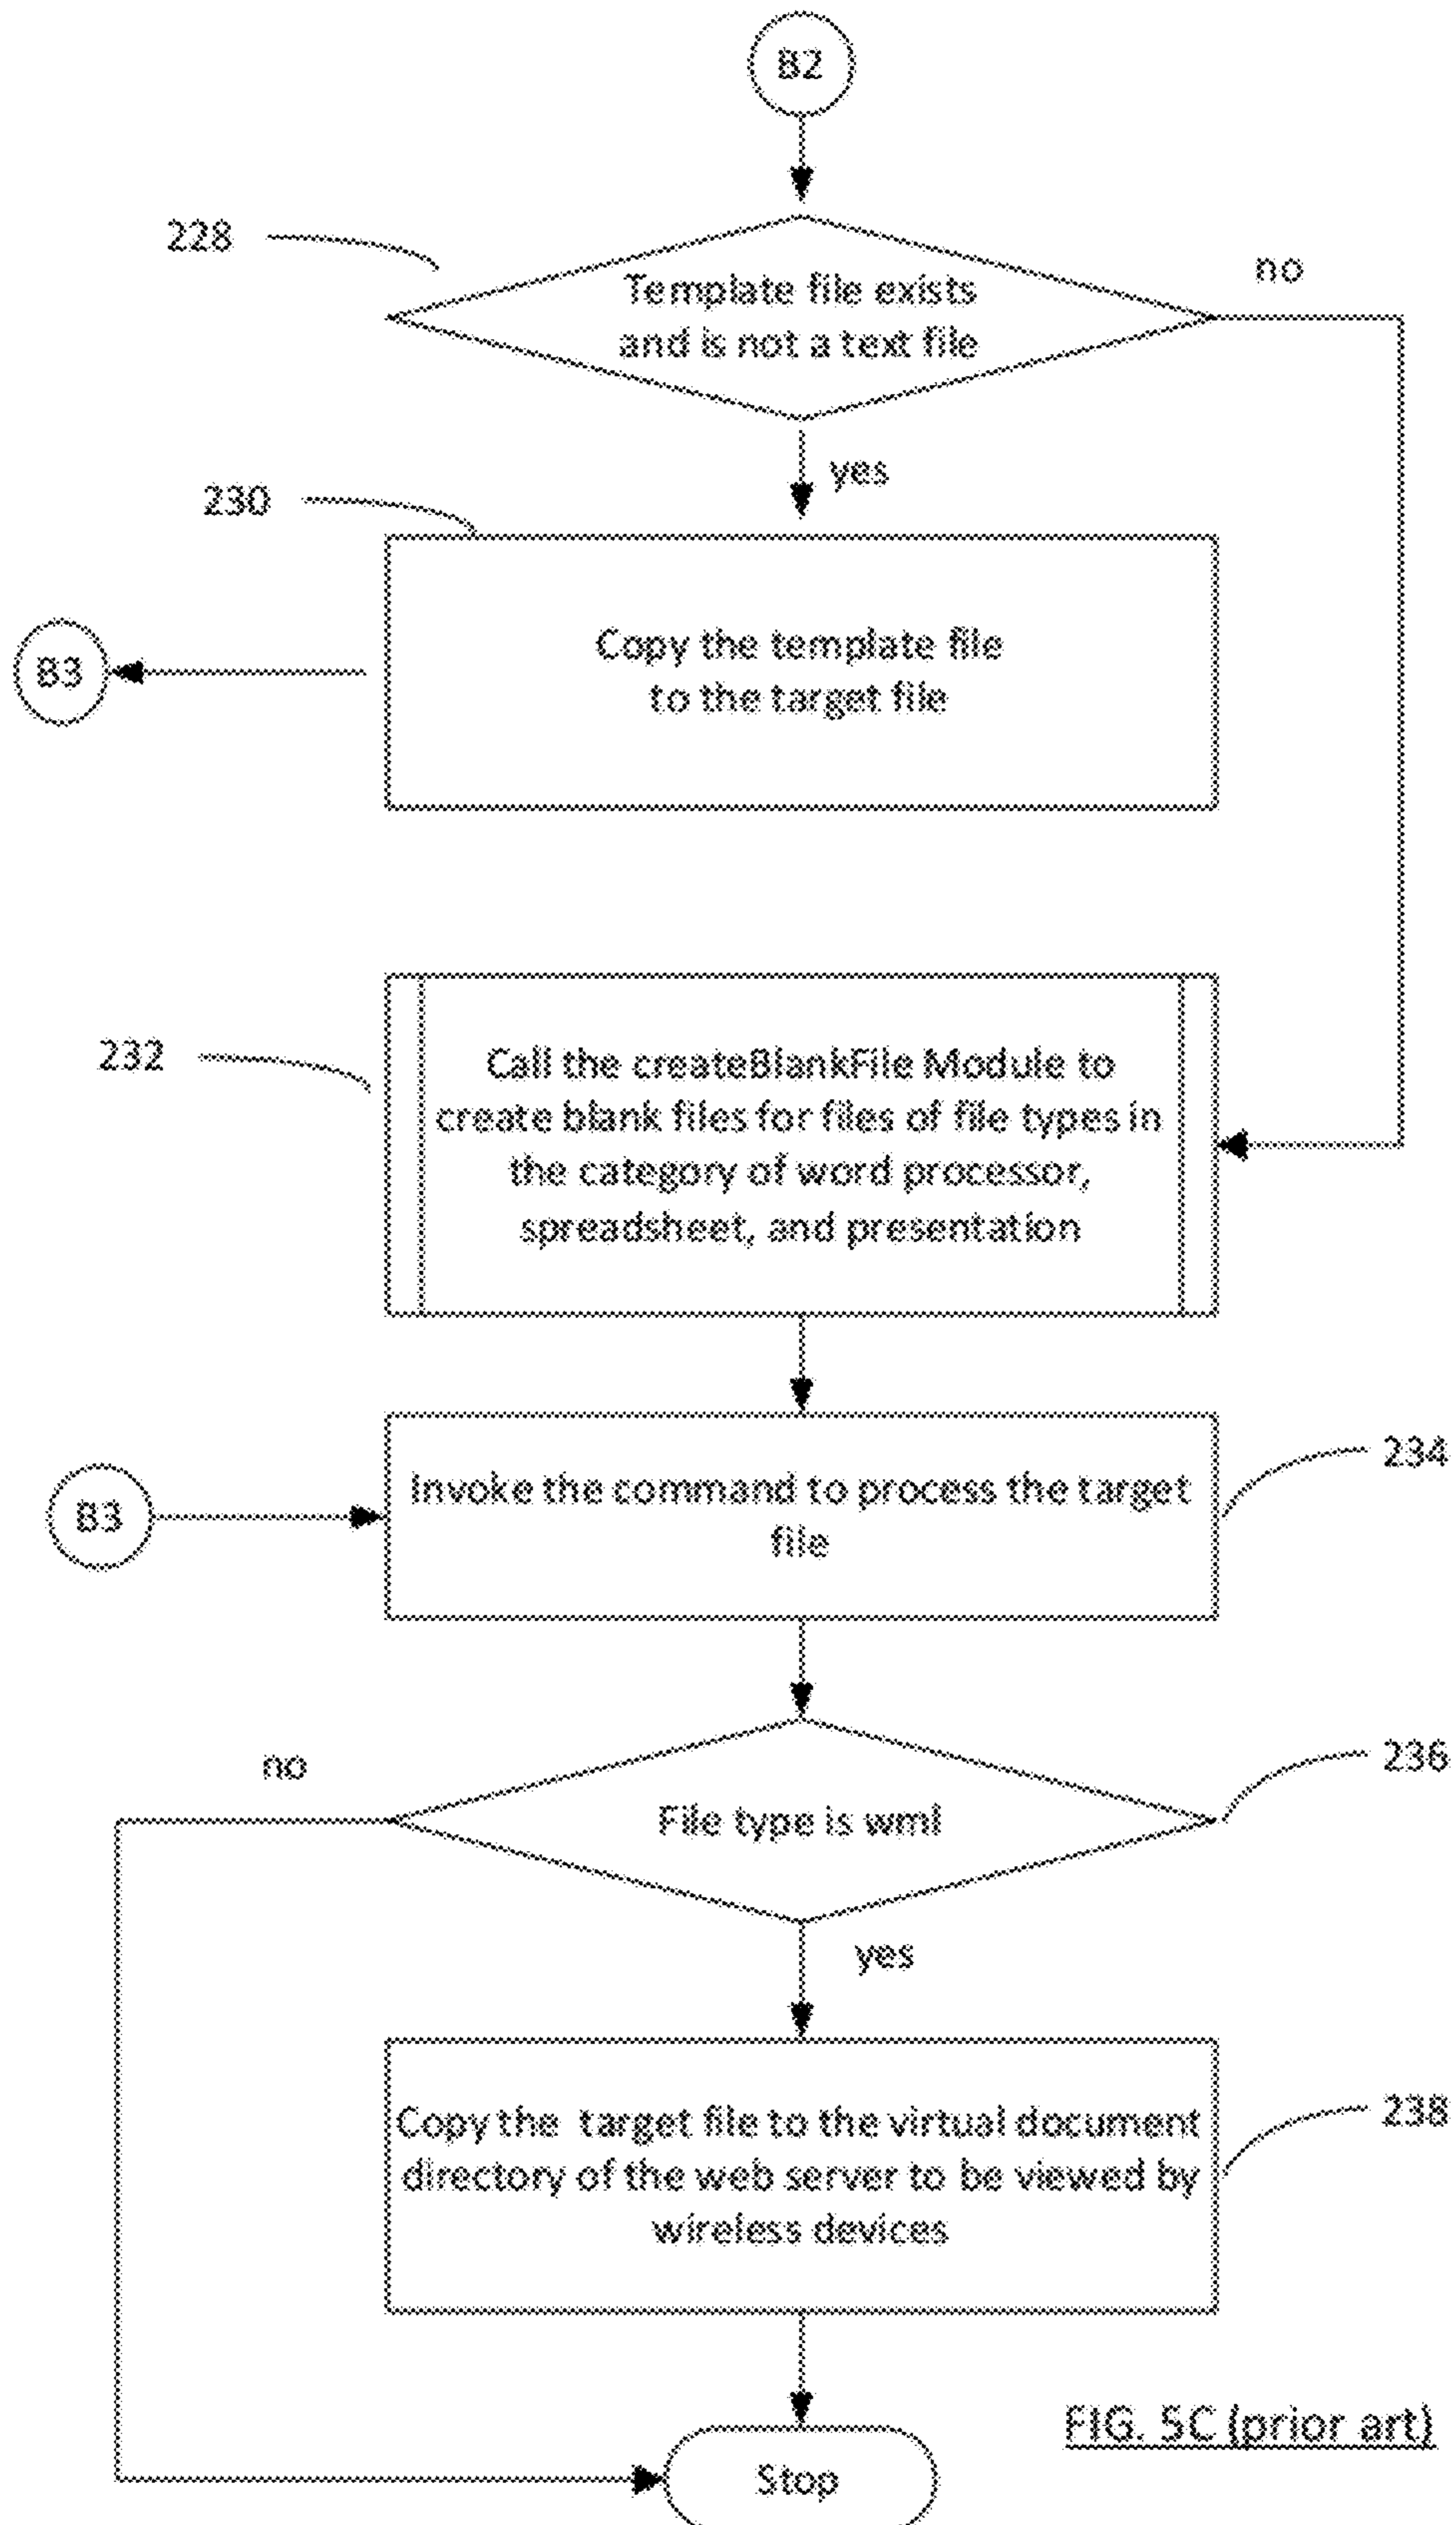 B2
228
Template file exists
and is not a text file
no
yes
230
Copy the template file
to the target file
B3
232
Call the createBlankFile Module to
create blank files for files of file types in
the category of word processor,
spreadsheet, and presentation
234
Invoke the command to process the target
file
B3
236
no
File type is wml
yes
238
Copy the target file to the virtual document
directory of the web server to be viewed by
wireless devices
FIG. 5C (prior art)
Stop